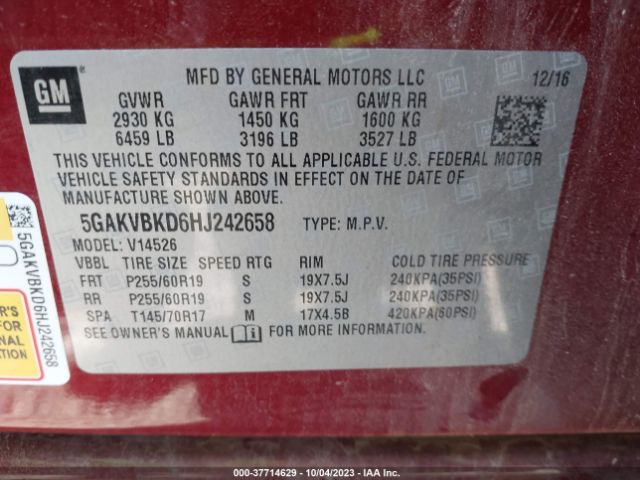 GM
MFD BY GENERAL MOTORS LLC 12/16
GVWR GAWR FRT GAWR RR
2930 KG 1450 KG 1600 KG
6459 LB 3196 LB 3527 LB
THIS VEHICLE CONFORMS TO ALL APPLICABLE U.S. FEDERAL MOTOR
VEHICLE SAFETY STANDARDS IN EFFECT ON THE DATE OF
MANUFACTURE SHOWN ABOVE.
5GAKVBKD6HJ242658 TYPE: M.P.V.
MODEL: V14526
VBBL TIRE SIZE SPEED RTG RIM COLD TIRE PRESSURE
FRT P255/60R19 S 19X7.5J 240KPA(35PSI)
RR P255/60R19 S 19X7.5J 240KPA(35PSI)
SPA T145/70R17 M 17X4.5B 420KPA(60PSI)
SEE OWNER'S MANUAL FOR MORE INFORMATION.
5GAKVBKD6HJ242658
FOR
NAL
ATION
000-37714629 - 10/04/2023 - IAA Inc.